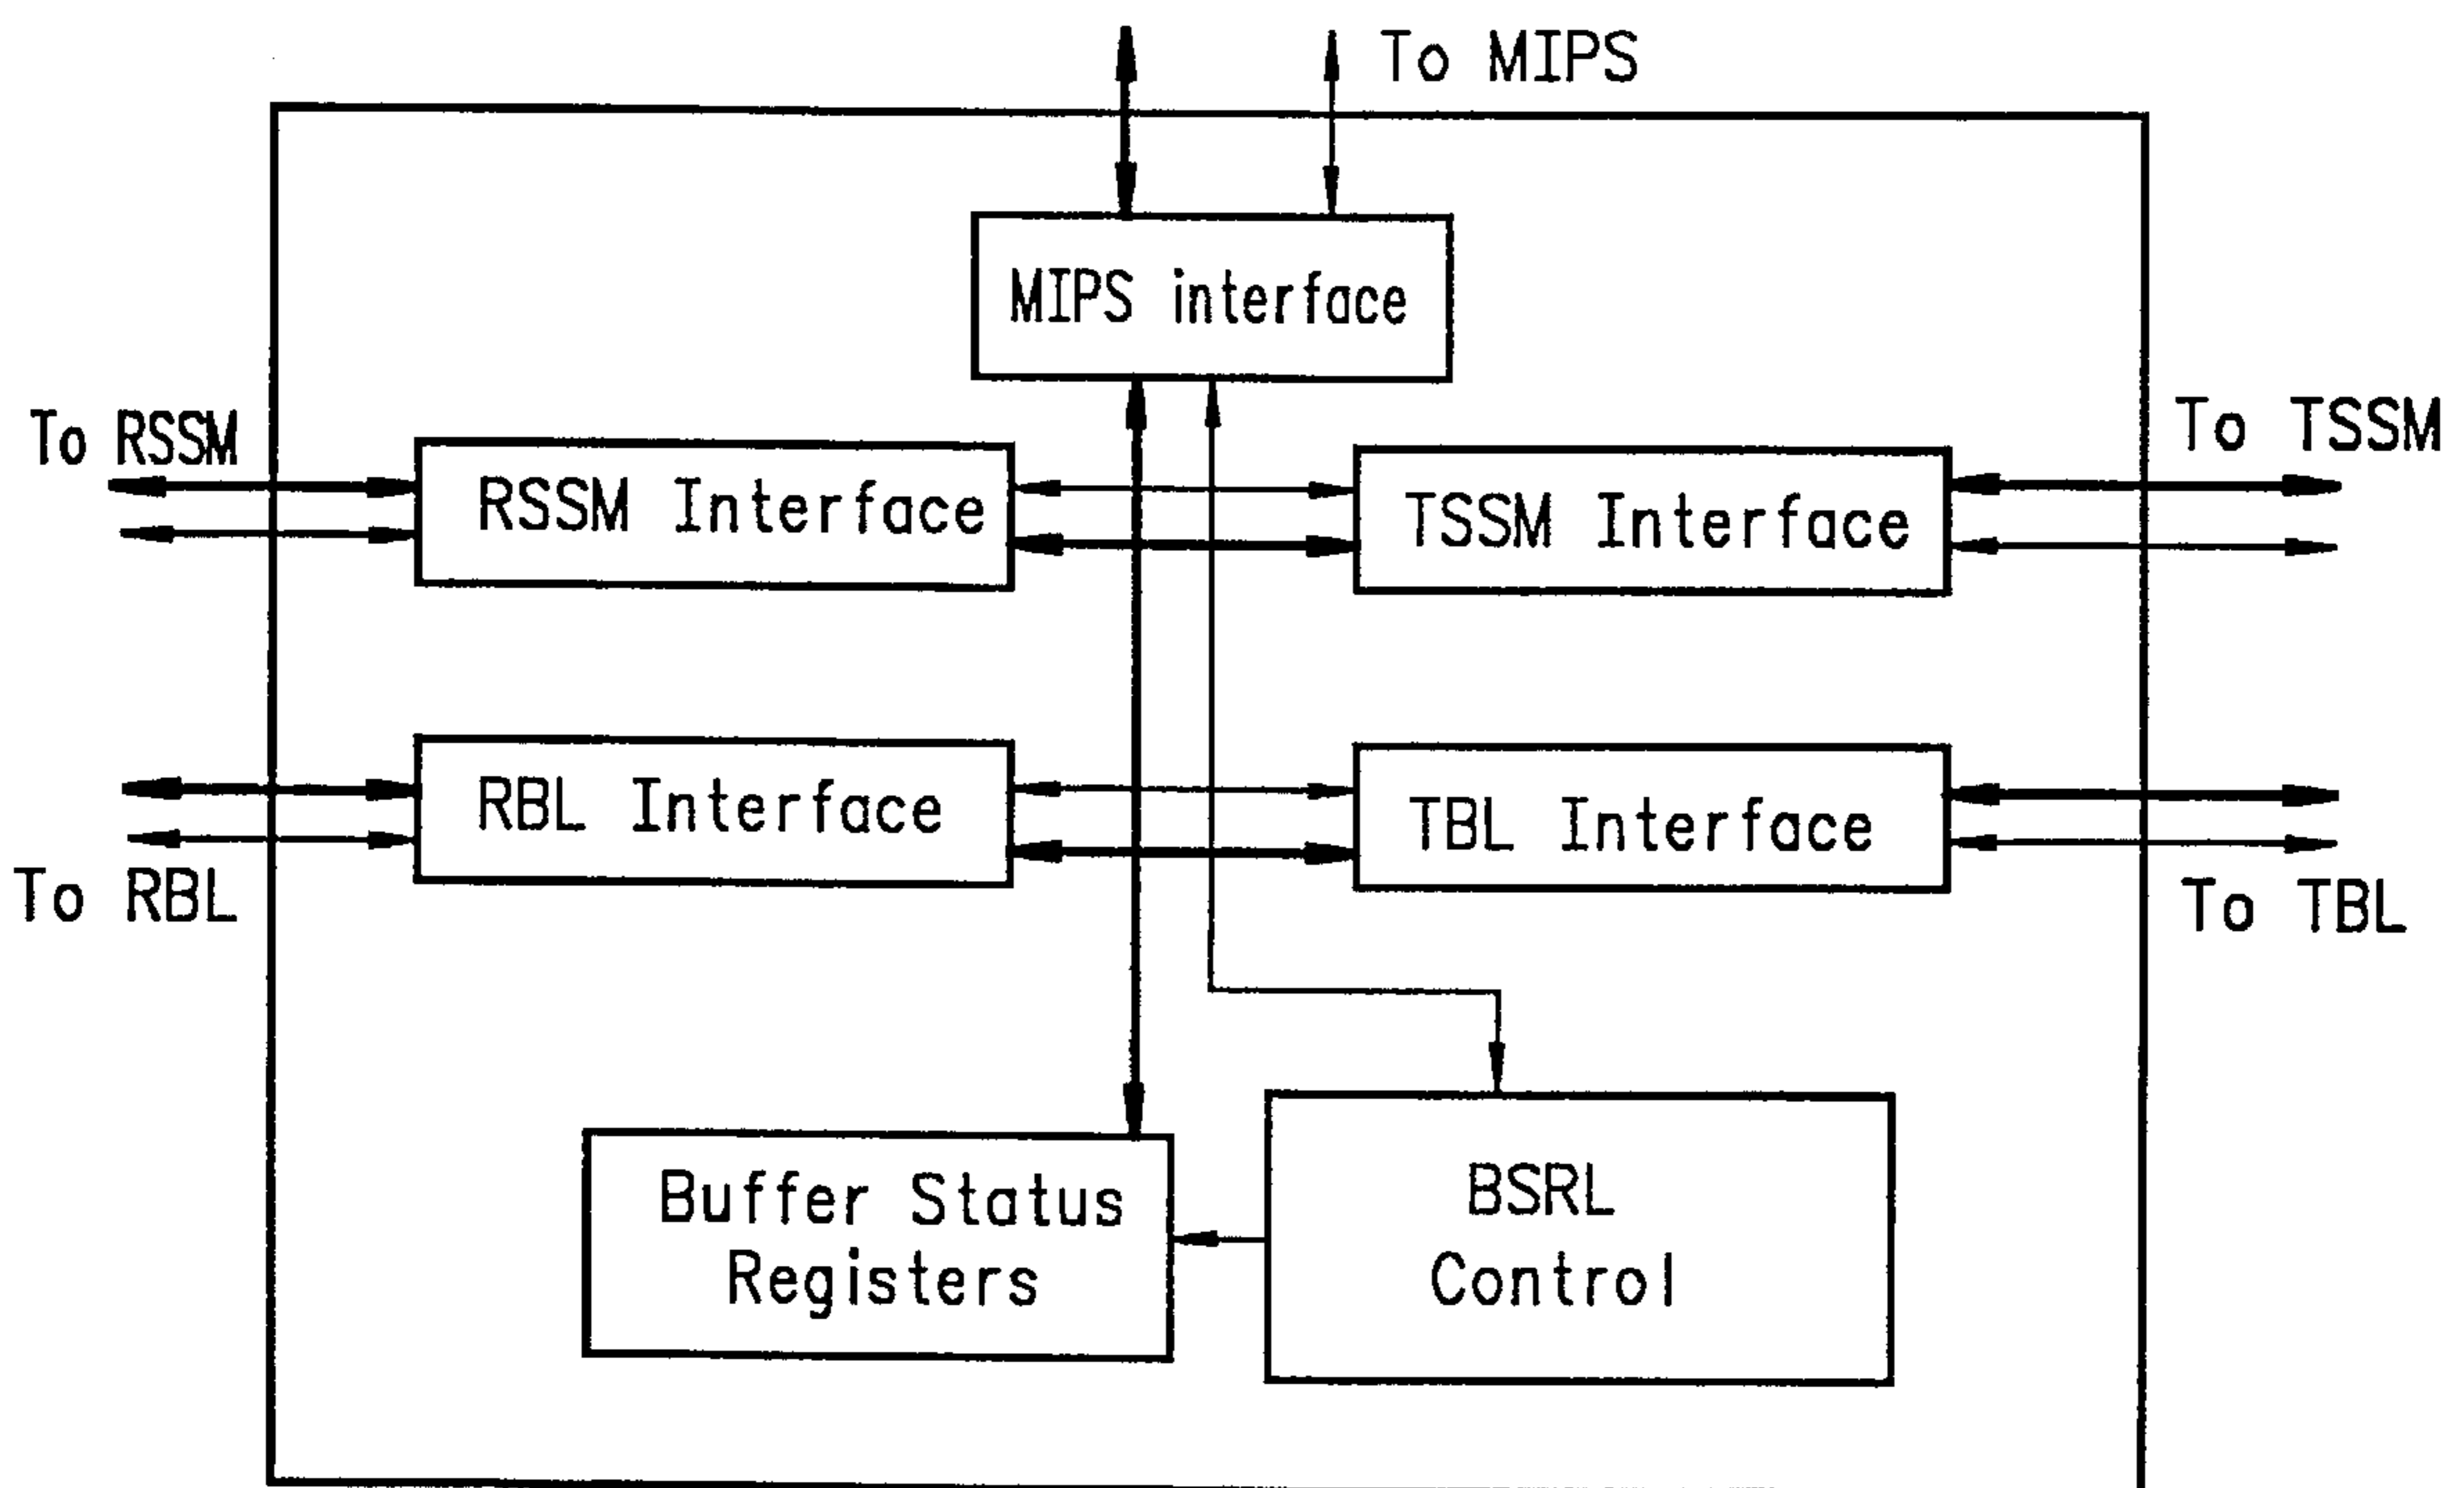 To MIPS
MIPS interface
To RSSM
To TSSM
RSSM Interface
TSSM Interface
RBL Interface
TBL Interface
To RBL
To TBL
Buffer Status
Registers
BSRL
Control